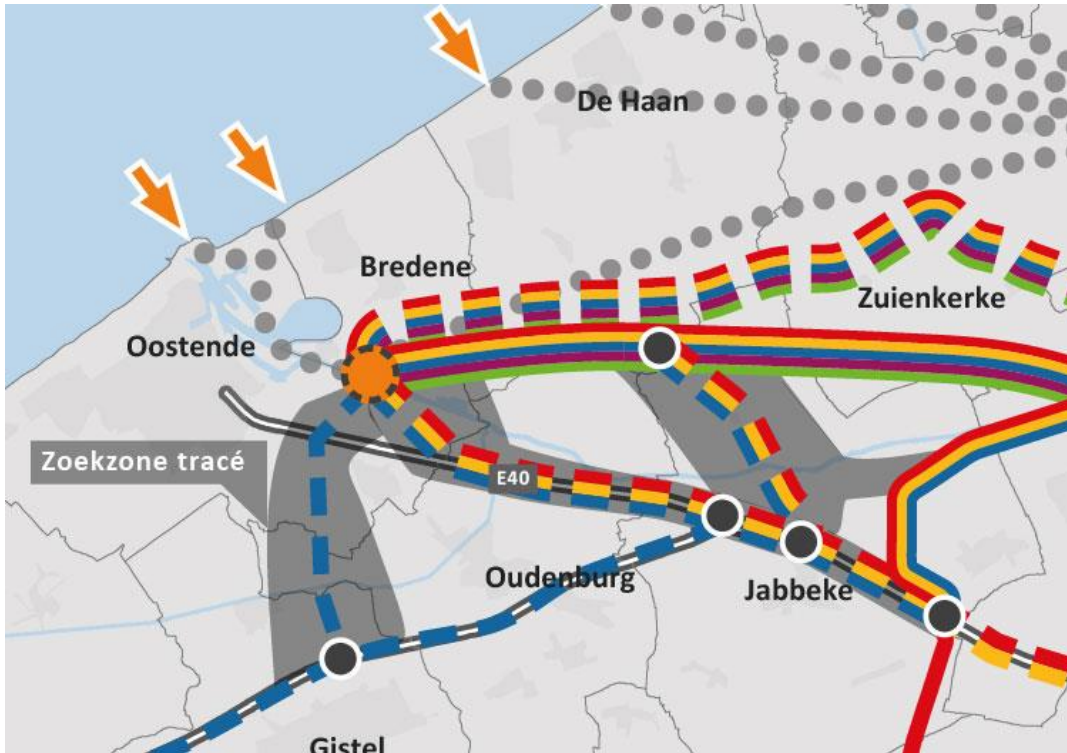 De Haan
Bredene
Zuienkerke
Oostende
Zoekzone tracé
E40
Oudenburg
Jabbeke
Gistel